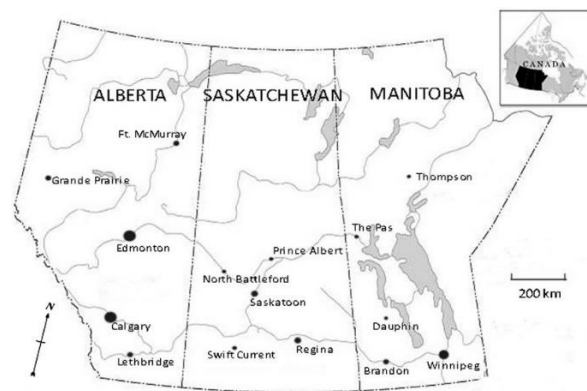 CANADA
ALBERTA SASKATCHEWAN MANITOBA
Ft. McMurray
Grande Prairie
Thompson
Edmonton
The Pas
Prince Albert
North Battleford
Saskatoon
200 km
N
Calgary
Dauphin
Lethbridge
Swift Current
Regina
Brandon
Winnipeg